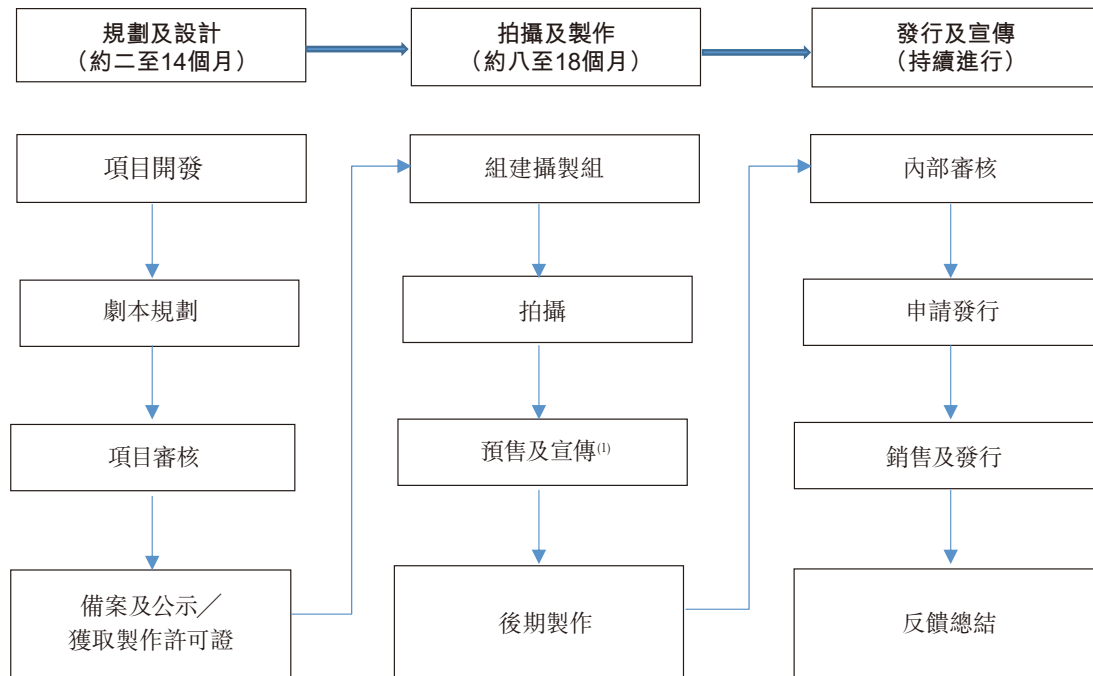 規劃及設計
（約二至14個月）
拍攝及製作
（約八至18個月）
發行及宣傳
（持續進行）
項目開發
劇本規劃
項目審核
備案及公示／
獲取製作許可證
組建攝製組
拍攝
預售及宣傳(1)
後期製作
內部審核
申請發行
銷售及發行
反饋總結